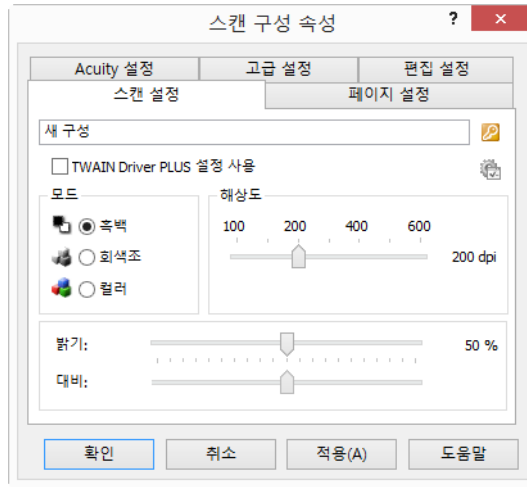 스캔 구성 속성
?
×
Acuity 설정 고급 설정 편집 설정
스캔 설정 페이지 설정
새 구성
TWAIN Driver PLUS 설정 사용
모드 해상도
흑백 100 200 400 600
회색조 200 dpi
컬러
밝기: 50 %
대비:
확인 취소 적용(A) 도움말